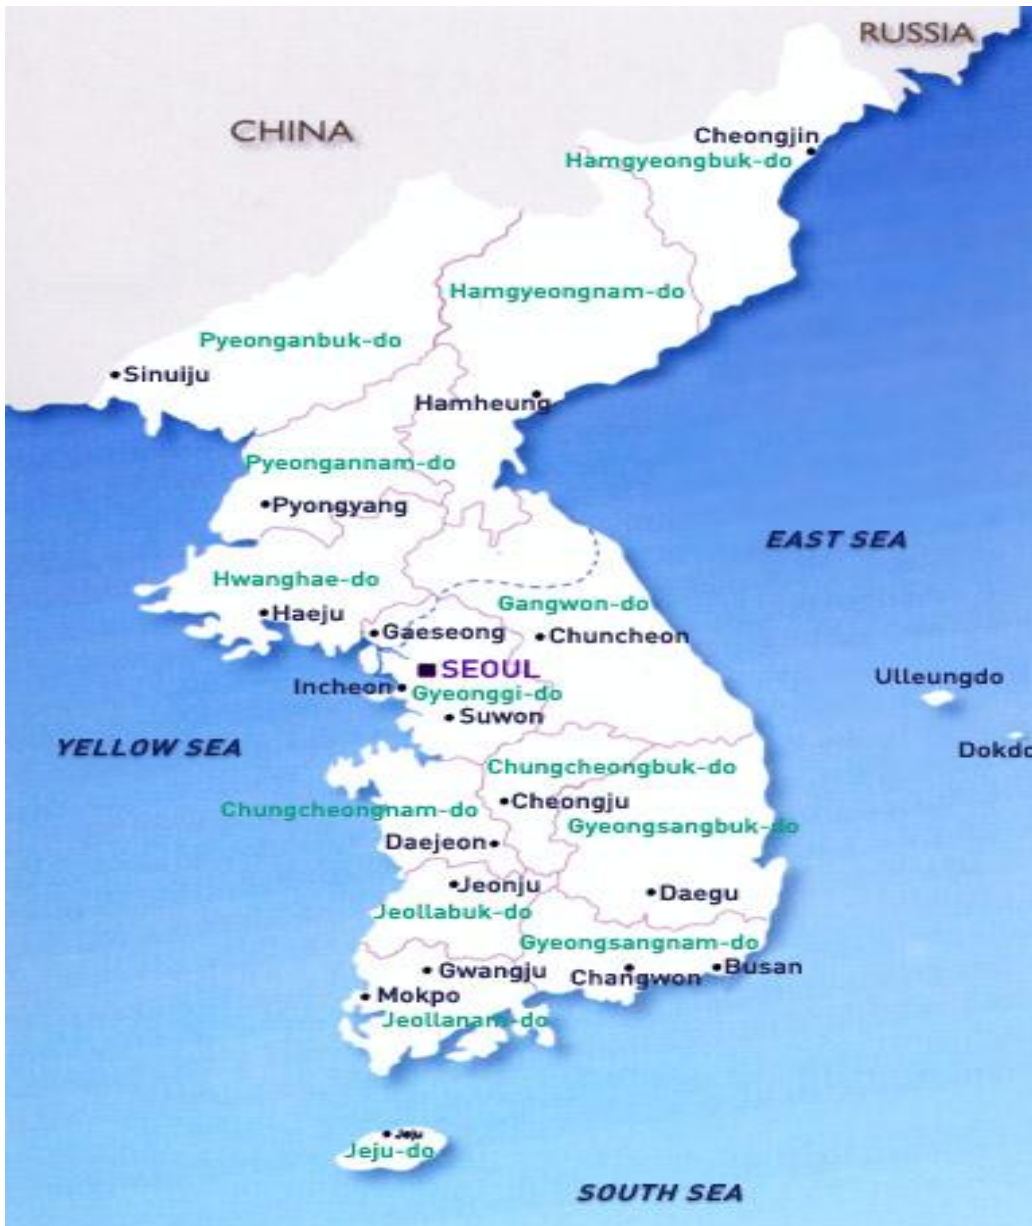 RUSSIA
CHINA
Cheongjin
Hamgyeongbuk-do
Hamgyeongnam-do
Pyeonganbuk-do
Sinuiju
Hamheung
Pyeongannam-do
Pyongyang
EAST SEA
Hwanghae-do
Gangwon-do
Haeju
Gaeseong
Chuncheon
SEOUL
Ulleungdo
Incheon
Gyeonggi-do
Suwon
YELLOW SEA
Dokdo
Chungcheongbuk-do
Cheongju
Chungcheongnam-do
Gyeongsangbuk-do
Daejeon
Jeonju
Daegu
Jeollabuk-do
Gyeongsangnam-do
Gwangju
Changwon
Busan
Mokpo
Jeollanam-do
Jeju
Jeju-do
SOUTH SEA